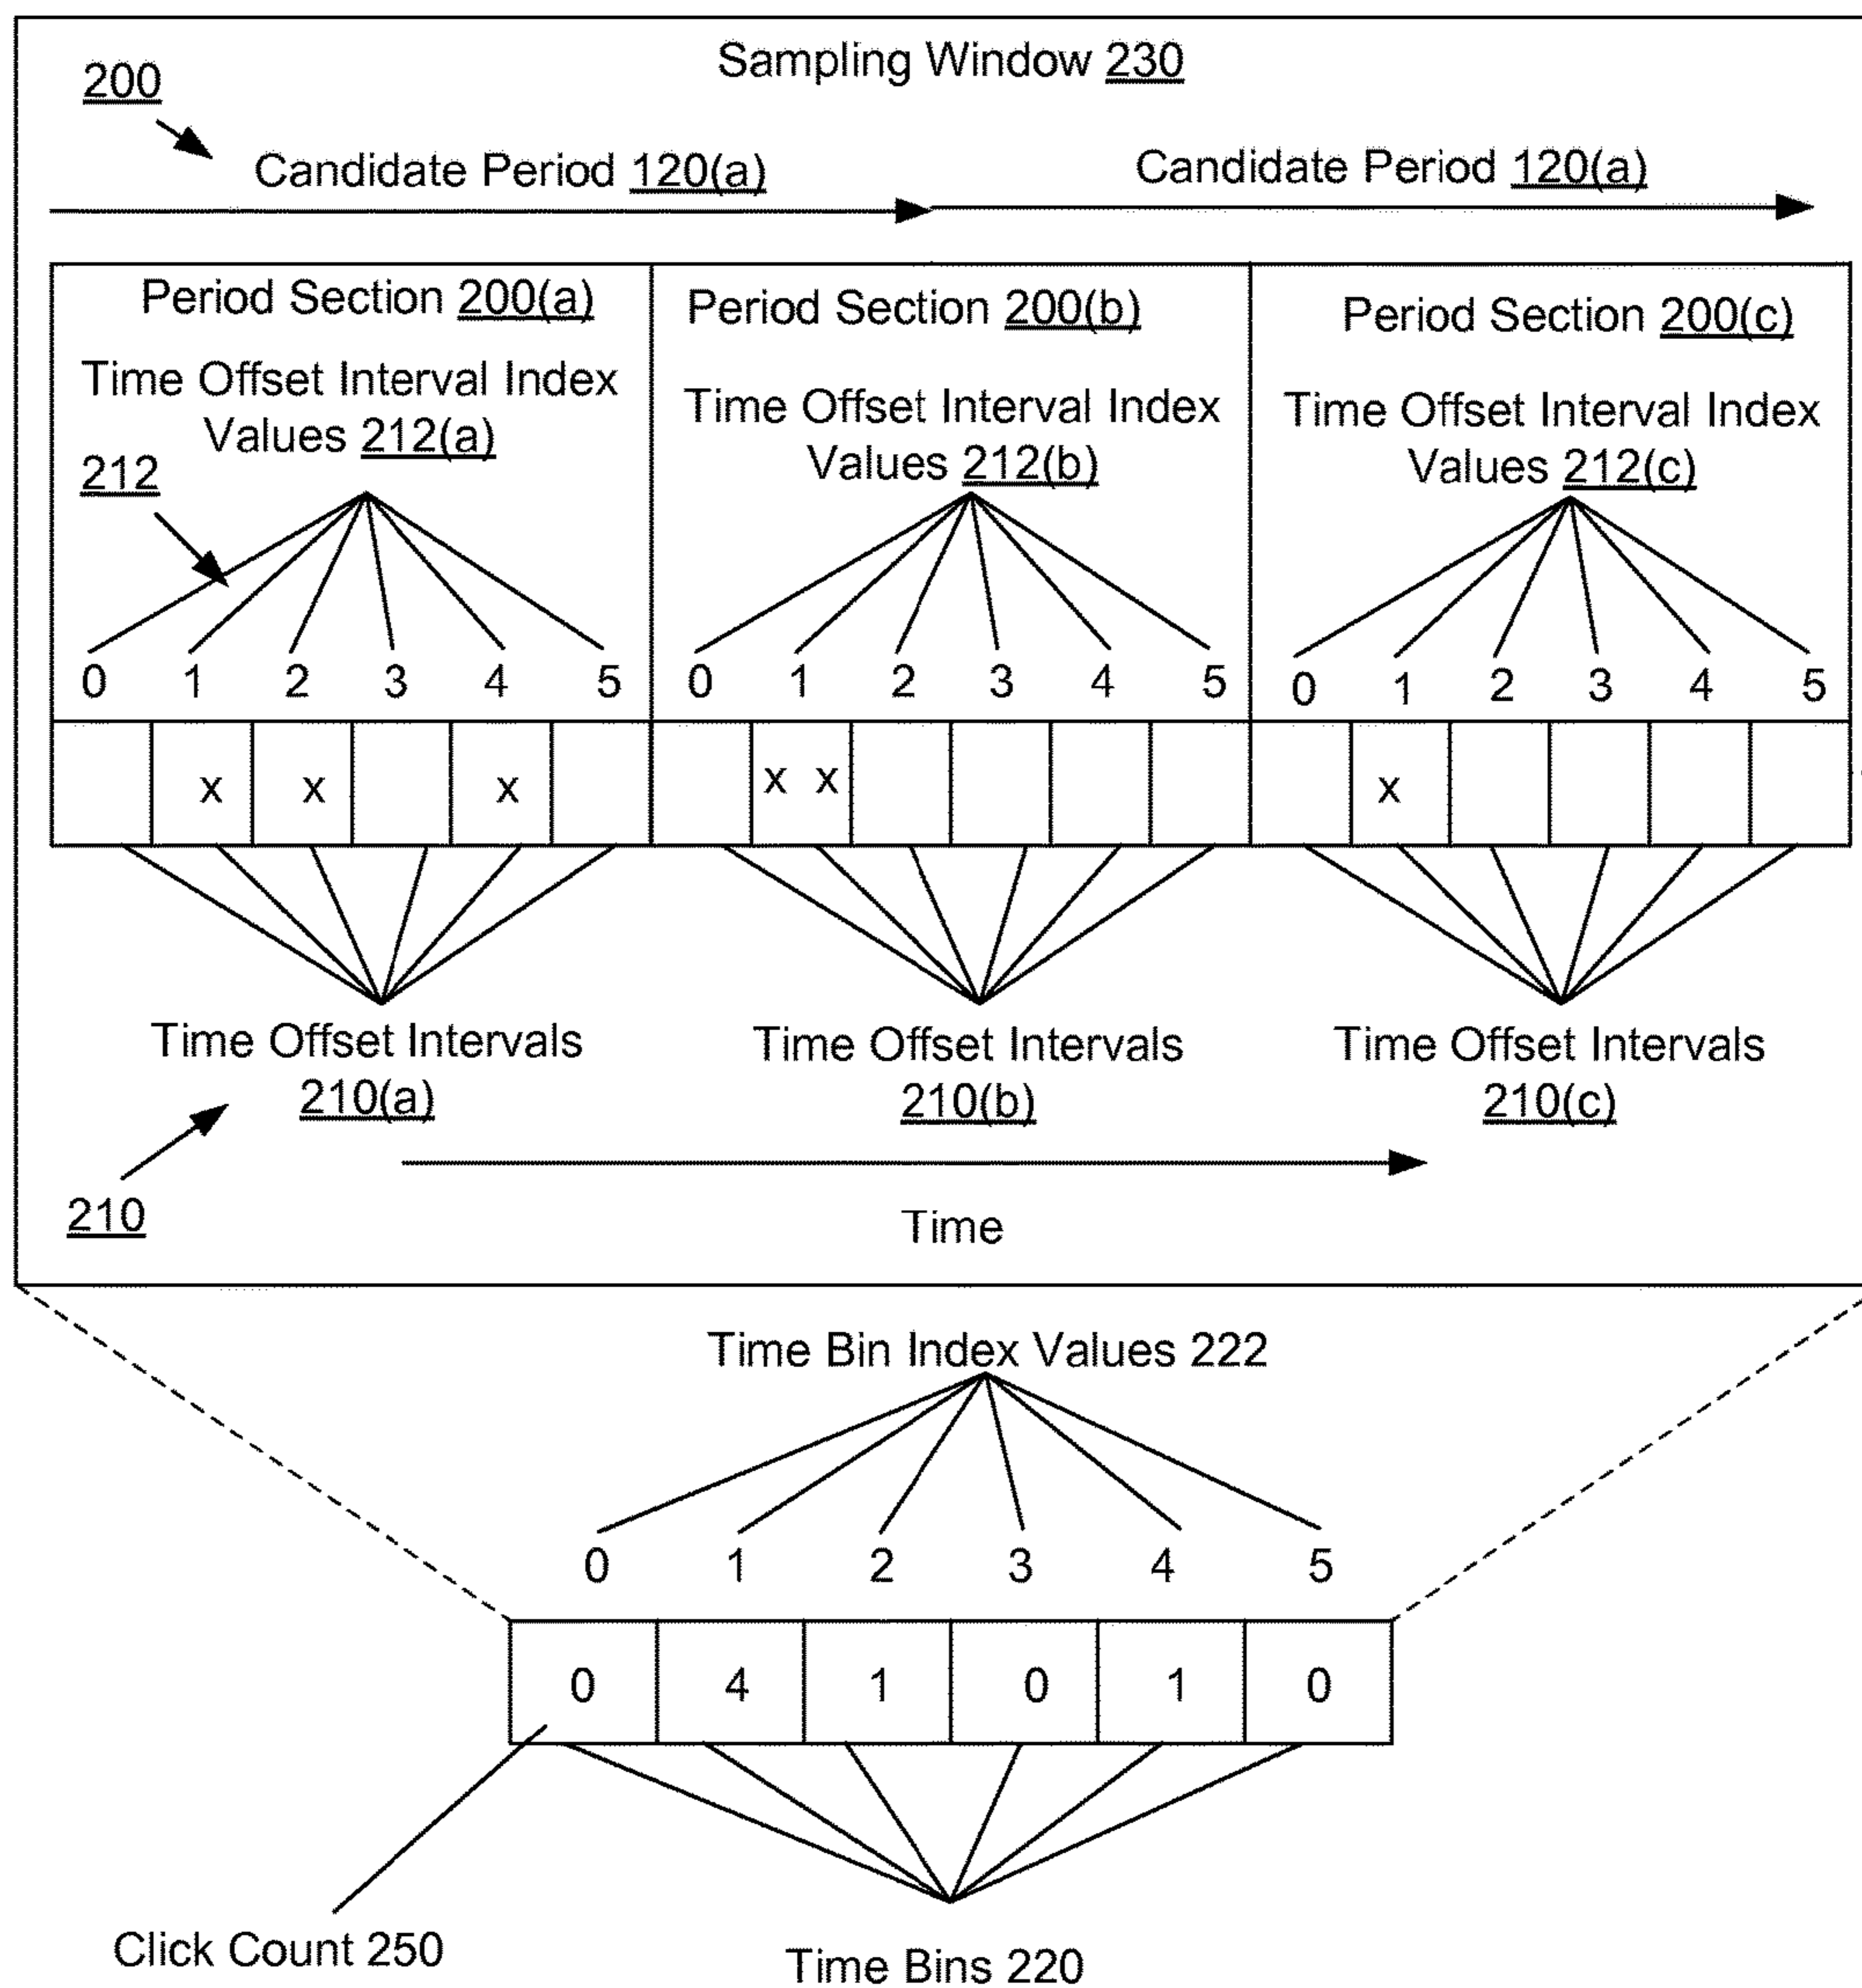 Sampling Window 230
200
Candidate Period 120(a)
Candidate Period 120(a)
Period Section 200(a)
Time Offset Interval Index
Values 212(a)
212
0 1 2 3 4 5
x x x
Period Section 200(b)
Time Offset Interval Index
Values 212(b)
0 1 2 3 4 5
x x
Period Section 200(c)
Time Offset Interval Index
Values 212(c)
0 1 2 3 4 5
x
Time Offset Intervals
210(a)
Time Offset Intervals
210(b)
Time Offset Intervals
210(c)
210
Time
Time Bin Index Values 222
0 1 2 3 4 5
0 4 1 0 1 0
Click Count 250
Time Bins 220